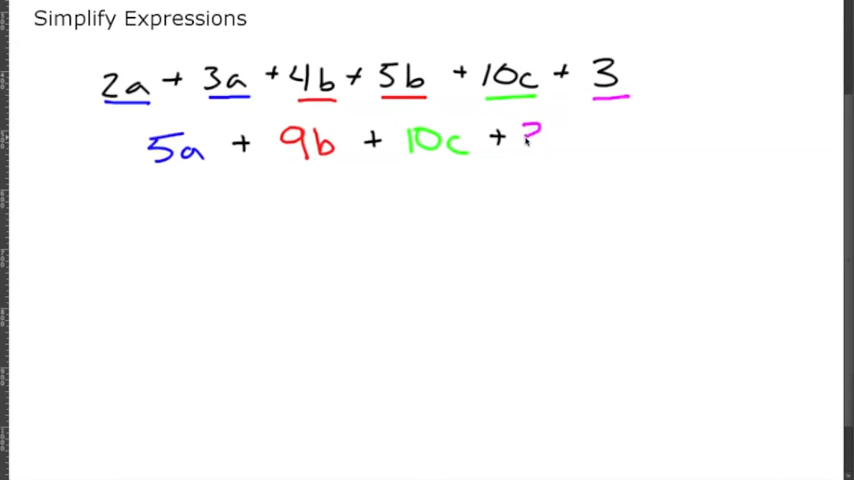 Simplify Expressions
2a + 3a + 4b + 5b + 10c + 3
5a + 9b + 10c +